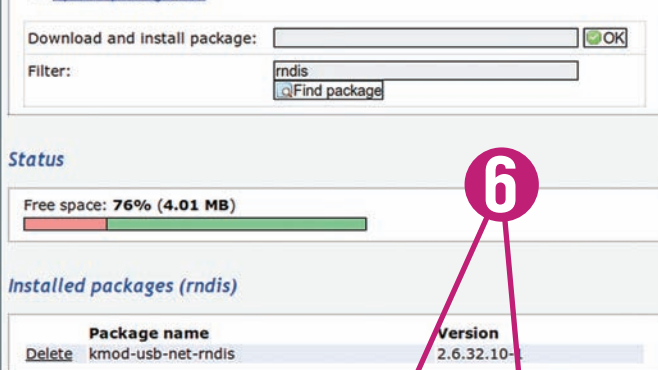 Download and install package:
OK
Filter:
rndis
Find package
Status
6
Free space: 76% (4.01 MB)
Installed packages (rndis)
Package name Version
Delete kmod-usb-net-rndis 2.6.32.10-1